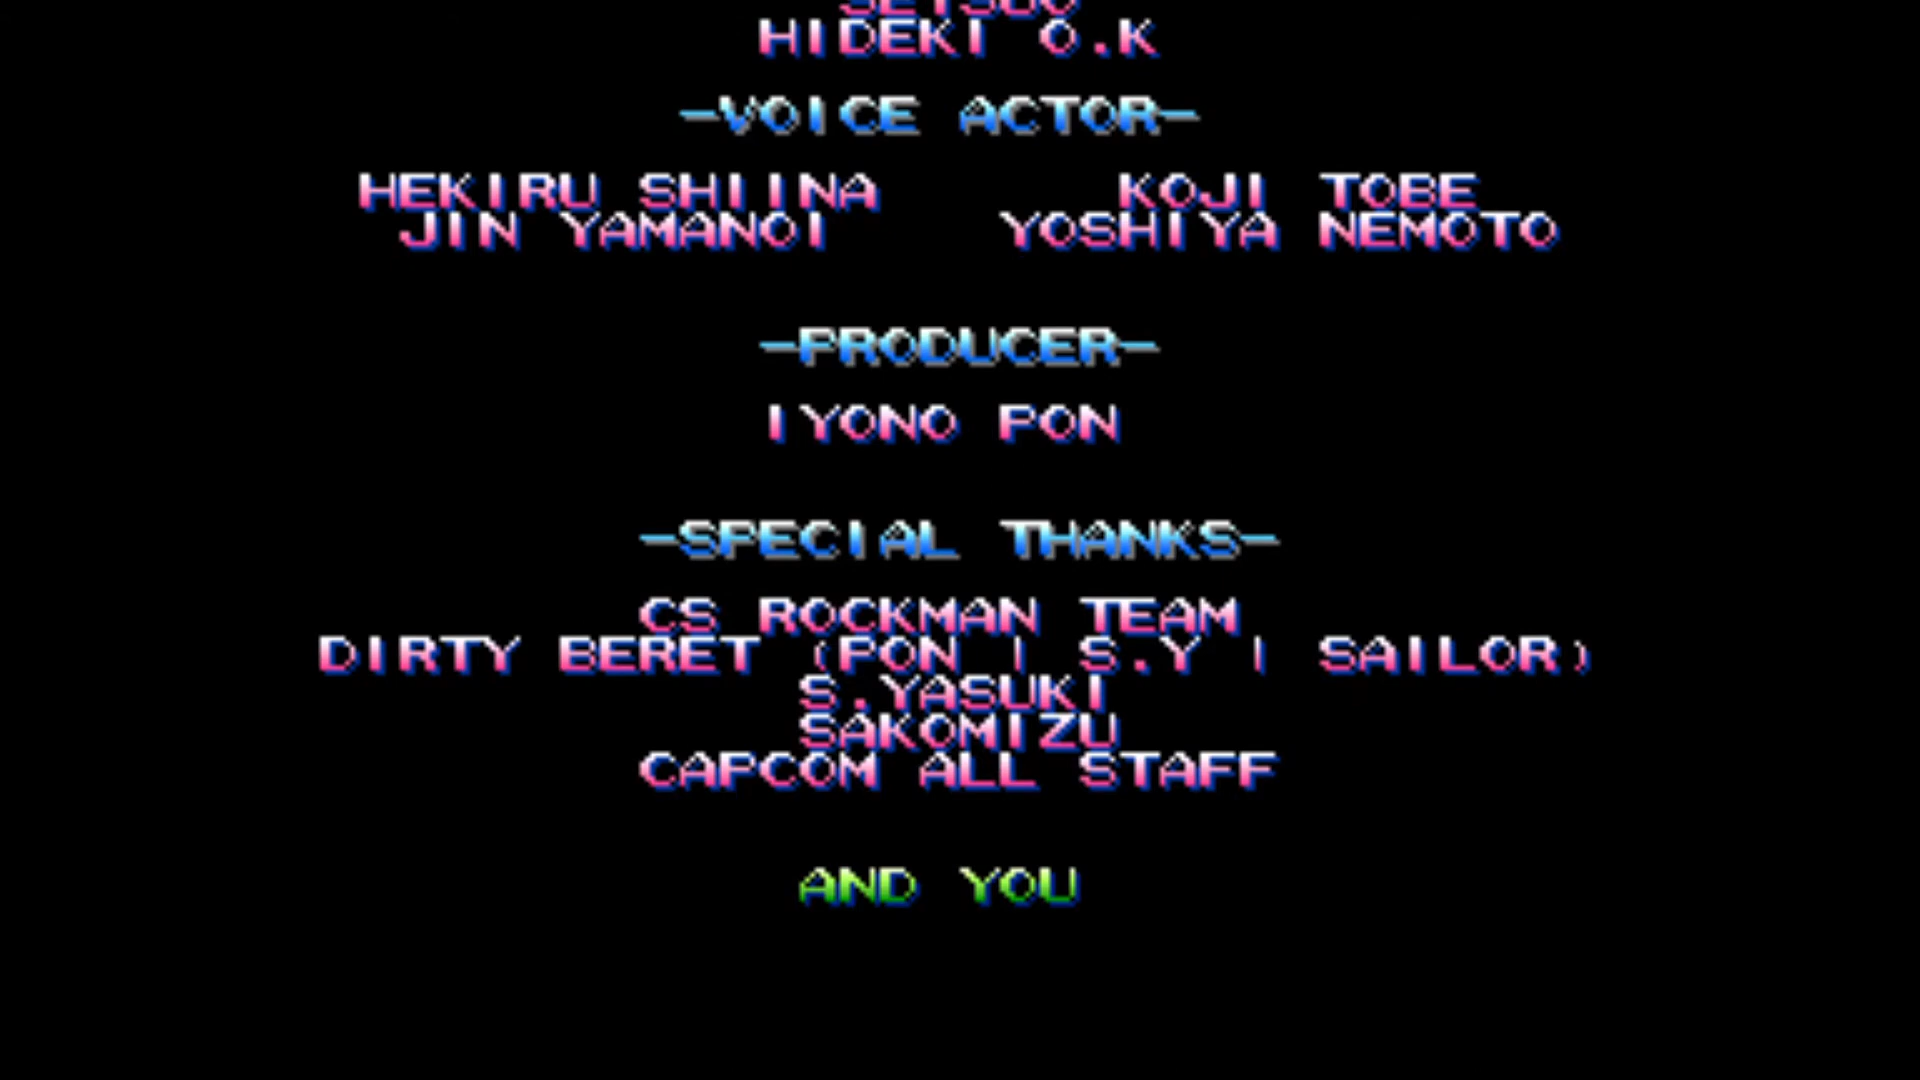 SETSUO
HIDEKI O.K
-VOICE ACTOR-
HEKIRU SHIINA KOJI TOBE
JIN YAMANOI YOSHIYA NEMOTO
-PRODUCER-
IYONO PON
-SPECIAL THANKS-
CS ROCKMAN TEAM
DIRTY BERET (PON | S.Y | SAILOR)
S.YASUKI
SAKOMIZU
CAPCOM ALL STAFF
AND YOU